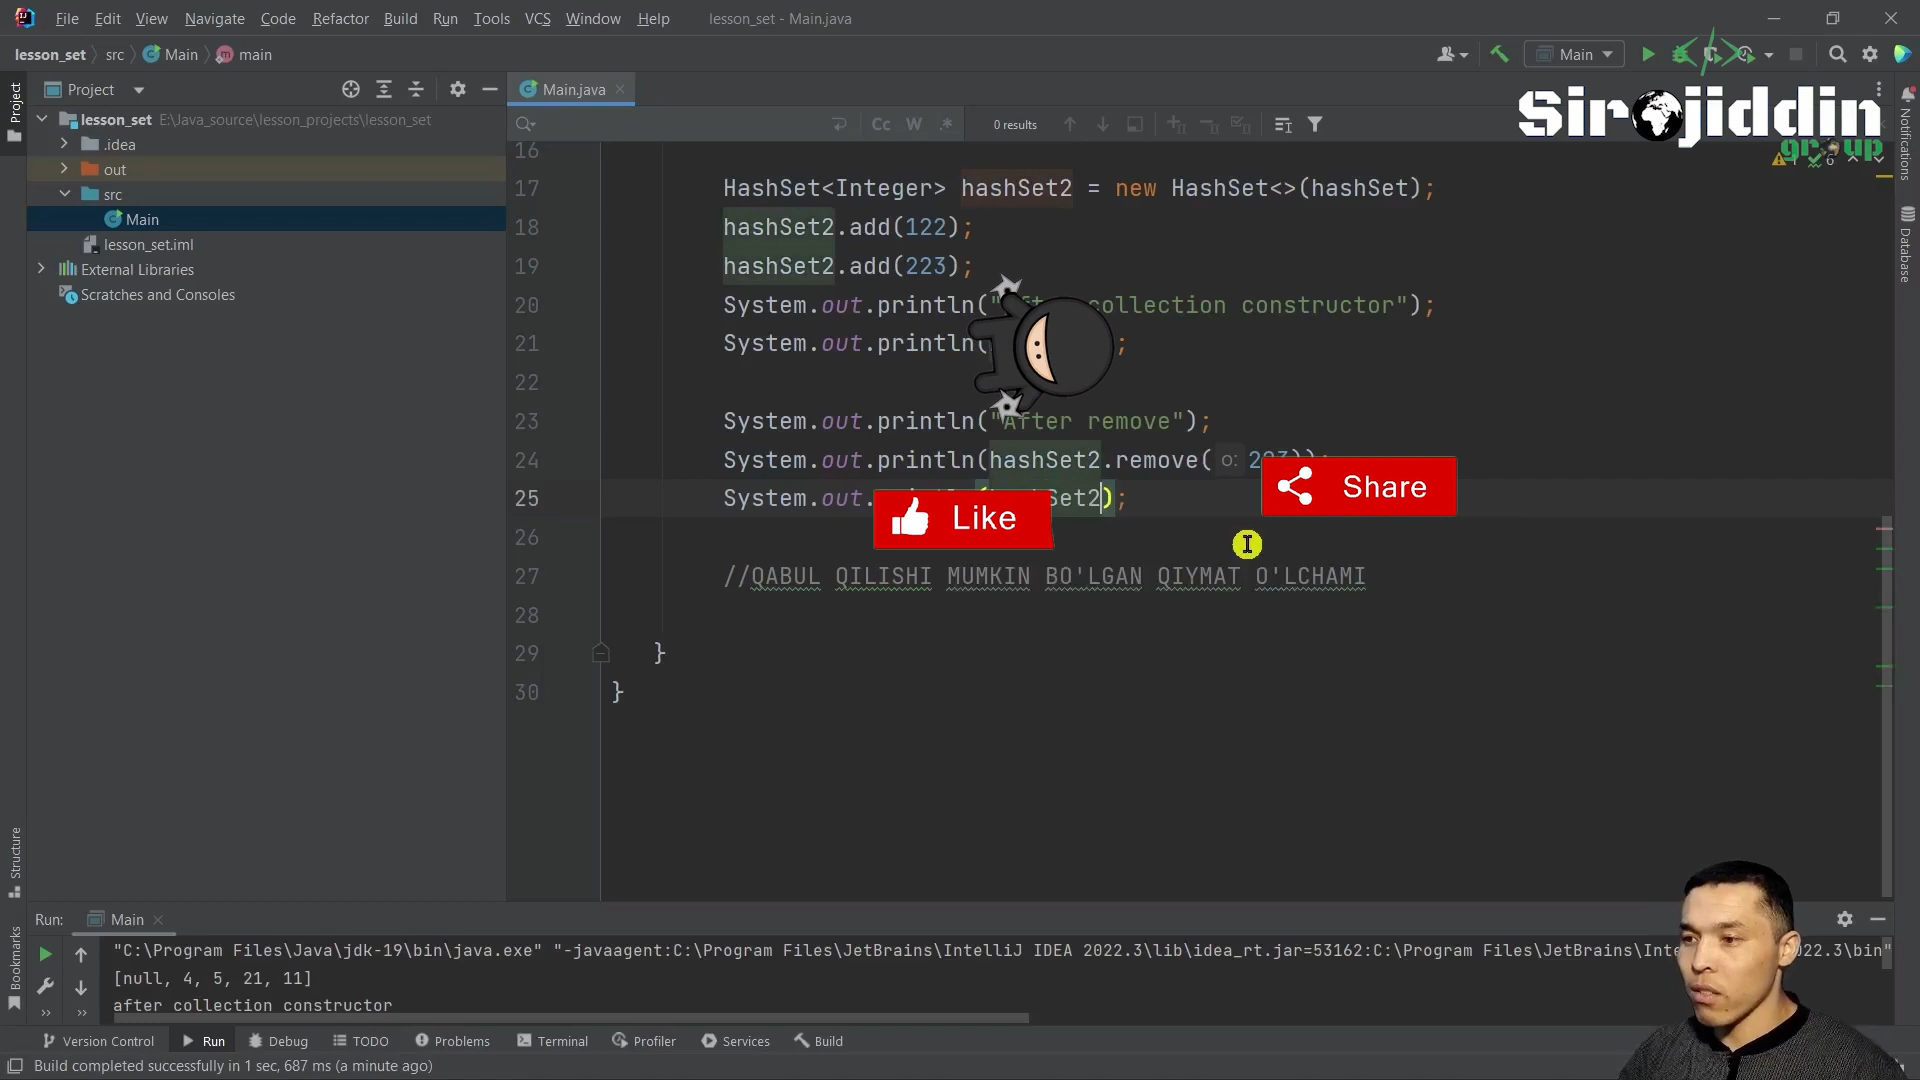 File Edit View Navigate Code Refactor Build Run Tools VCS Window Help lesson_set - Main.java
lesson_set src Main main Main
Project Main.java
Sirojiddin
group
Project
Notifications
Database
Structure
Bookmarks
lesson_set E:\Java_source\lesson_projects\lesson_set
.idea
out
src
Main
lesson_set.iml
External Libraries
Scratches and Consoles
Cc W .* 0 results
1 6
16
17 HashSet<Integer> hashSet2 = new HashSet<>(hashSet);
18 hashSet2.add(122);
19 hashSet2.add(223);
20 System.out.println(" collection constructor");
21 System.out.println( ;
22
23 System.out.println("After remove");
24 System.out.println(hashSet2.remove( o: 223));
25 System.out. Set2);
26
27 //QABUL QILISHI MUMKIN BO'LGAN QIYMAT O'LCHAMI
28
29 }
30 }
Like
Share
Run: Main
"C:\Program Files\Java\jdk-19\bin\java.exe" "-javaagent:C:\Program Files\JetBrains\IntelliJ IDEA 2022.3\lib\idea_rt.jar=53162:C:\Program Files\JetBrains\Inte 022.3\bin"
[null, 4, 5, 21, 11]
after collection constructor
Version Control Run Debug TODO Problems Terminal Profiler Services Build
Build completed successfully in 1 sec, 687 ms (a minute ago)